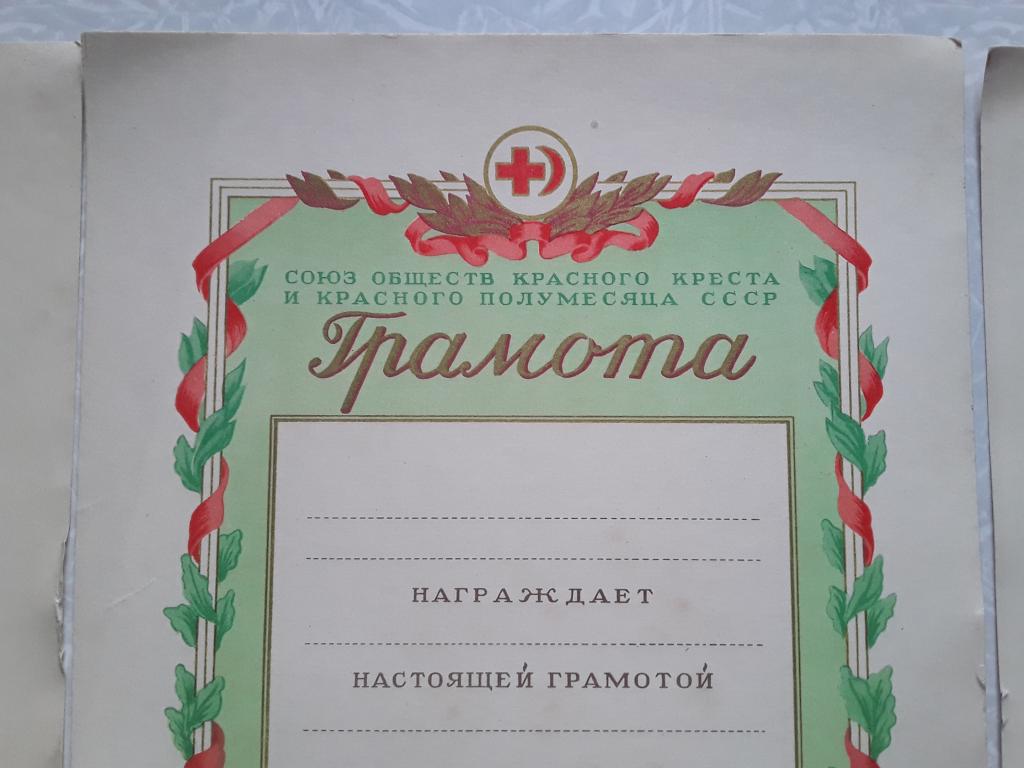 СОЮЗ ОБЩЕСТВ КРАСНОГО КРЕСТА
И КРАСНОГО ПОЛУМЕСЯЦА СССР
Грамота
НАГРАЖДАЕТ
НАСТОЯЩЕЙ ГРАМОТОЙ